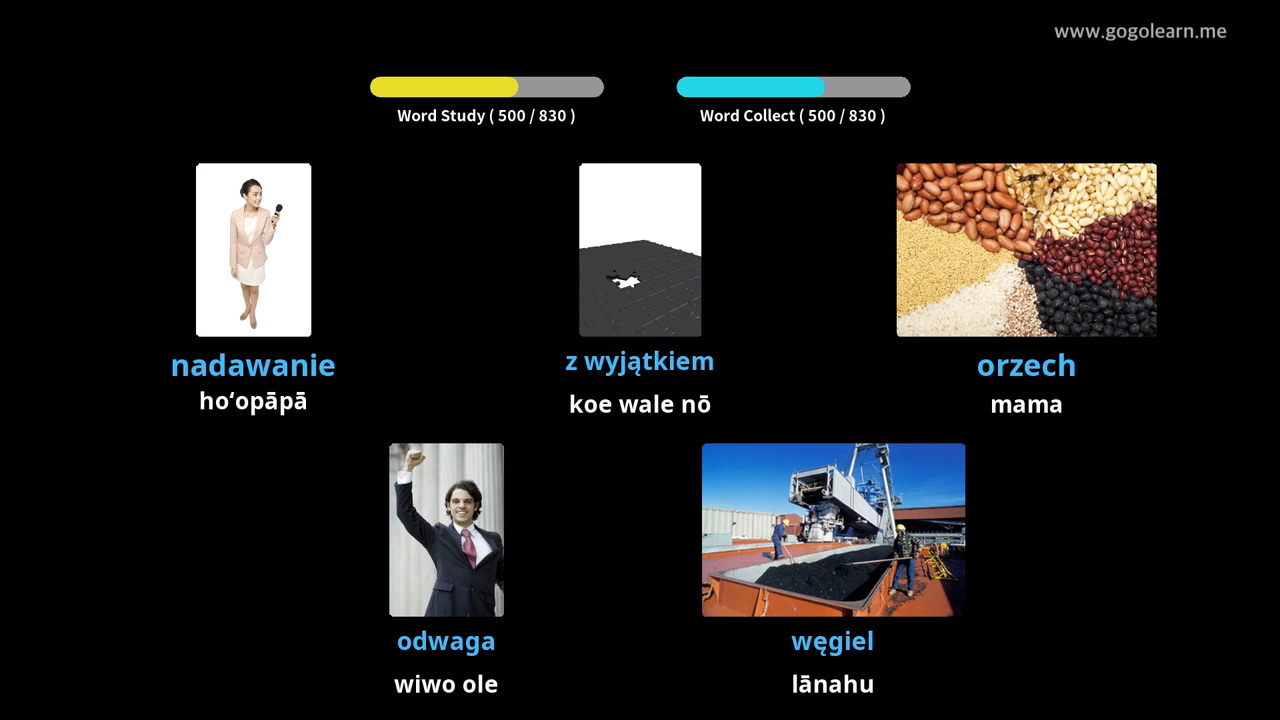 www.gogolearn.me
Word Study ( 500 / 830 )
Word Collect ( 500 / 830 )
nadawanie
hoʻopāpā
z wyjątkiem
koe wale nō
orzech
mama
odwaga
wiwo ole
węgiel
lānahu